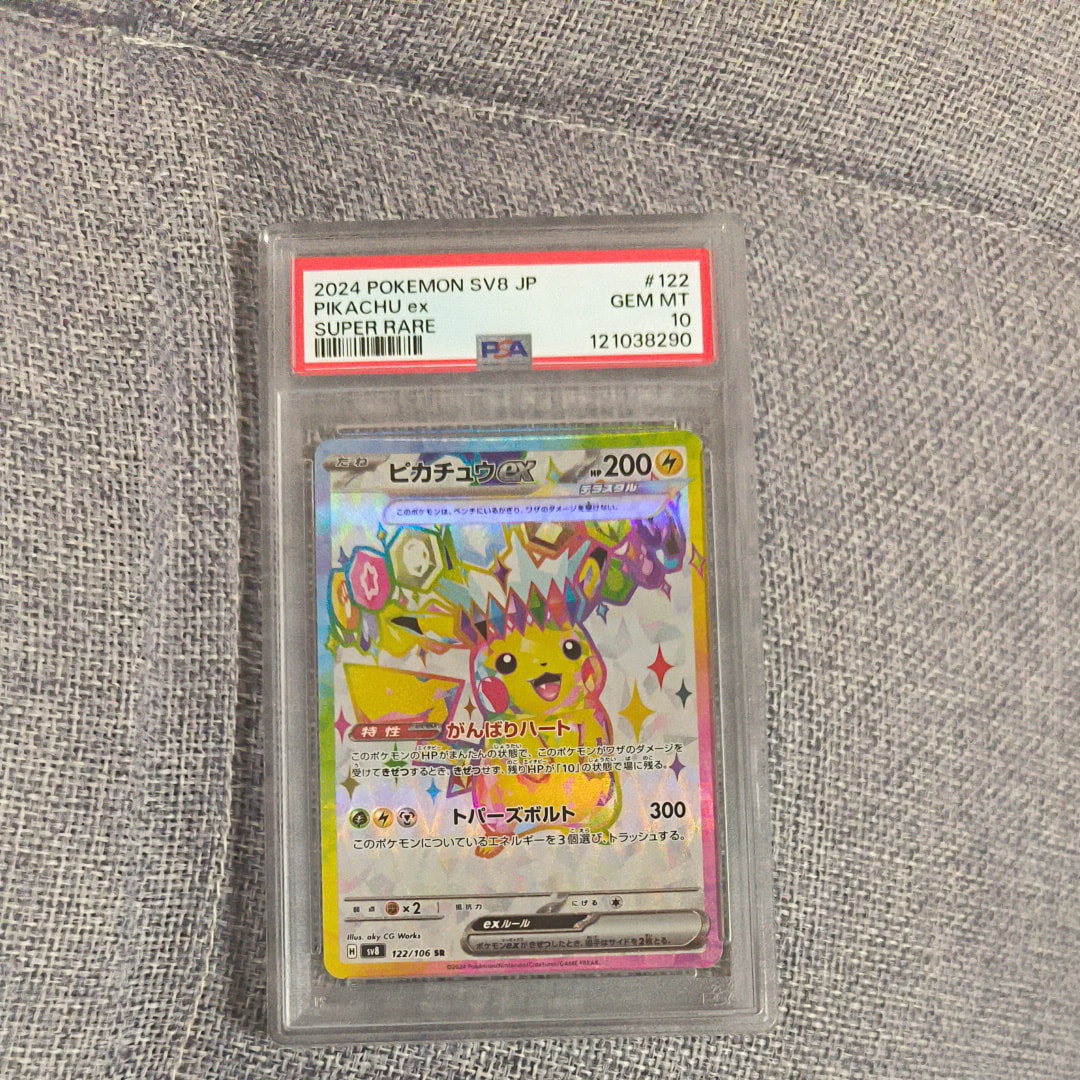 2024 POKEMON SV8 JP #122
PIKACHU ex GEM MT
SUPER RARE 10
PSA 121038290
たね ピカチュウex HP200
テラスタル
このポケモンは、ベンチにいるかぎり、ワザのダメージを受けない。
特性 がんばりハート
このポケモンのHPがまんたんの状態で、このポケモンがワザのダメージを
受けてきぜつするとき、きぜつせず、残りHPが「10」の状態で場に残る。
トパーズボルト 300
このポケモンについているエネルギーを3個選び、トラッシュする。
弱点 ×2 抵抗力 にげる
exルール
ポケモンexがきぜつしたとき、相手はサイドを2枚とる。
Illus. aky CG Works
H sv8 122/106 SR
©2024 Pokémon/Nintendo/Creatures/GAME FREAK.